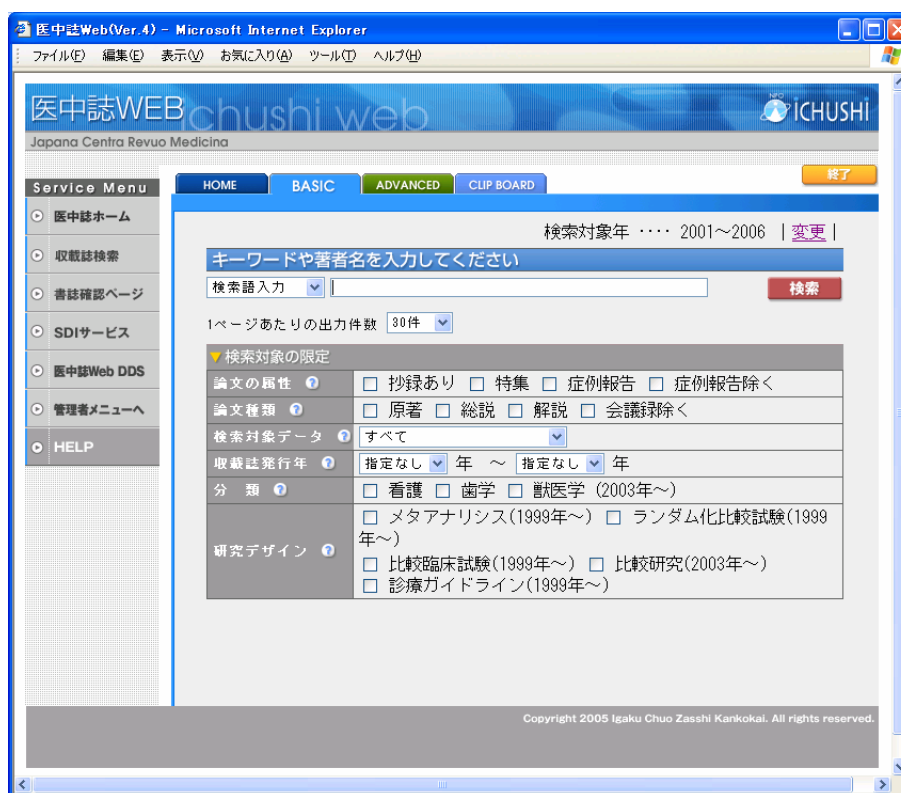 医中誌Web(Ver.4) - Microsoft Internet Explorer
ファイル(F) 編集(E) 表示(V) お気に入り(A) ツール(T) ヘルプ(H)
医中誌WEB ichushi web
NPO ICHUSHI
Japana Centra Revuo Medicina
終了
Service Menu
HOME BASIC ADVANCED CLIP BOARD
医中誌ホーム
収載誌検索
書誌確認ページ
SDIサービス
医中誌Web DDS
管理者メニューへ
HELP
検索対象年 ‥‥ 2001～2006 | 変更 |
キーワードや著者名を入力してください
検索語入力
検索
1ページあたりの出力件数 30件
▼検索対象の限定
論文の属性 ? □ 抄録あり □ 特集 □ 症例報告 □ 症例報告除く
論文種類 ? □ 原著 □ 総説 □ 解説 □ 会議録除く
検索対象データ ? すべて
収載誌発行年 ? 指定なし 年 ～ 指定なし 年
分 類 ? □ 看護 □ 歯学 □ 獣医学 (2003年～)
研究デザイン ?
□ メタアナリシス(1999年～) □ ランダム化比較試験(1999
年～)
□ 比較臨床試験(1999年～) □ 比較研究(2003年～)
□ 診療ガイドライン(1999年～)
Copyright 2005 Igaku Chuo Zasshi Kankokai. All rights reserved.